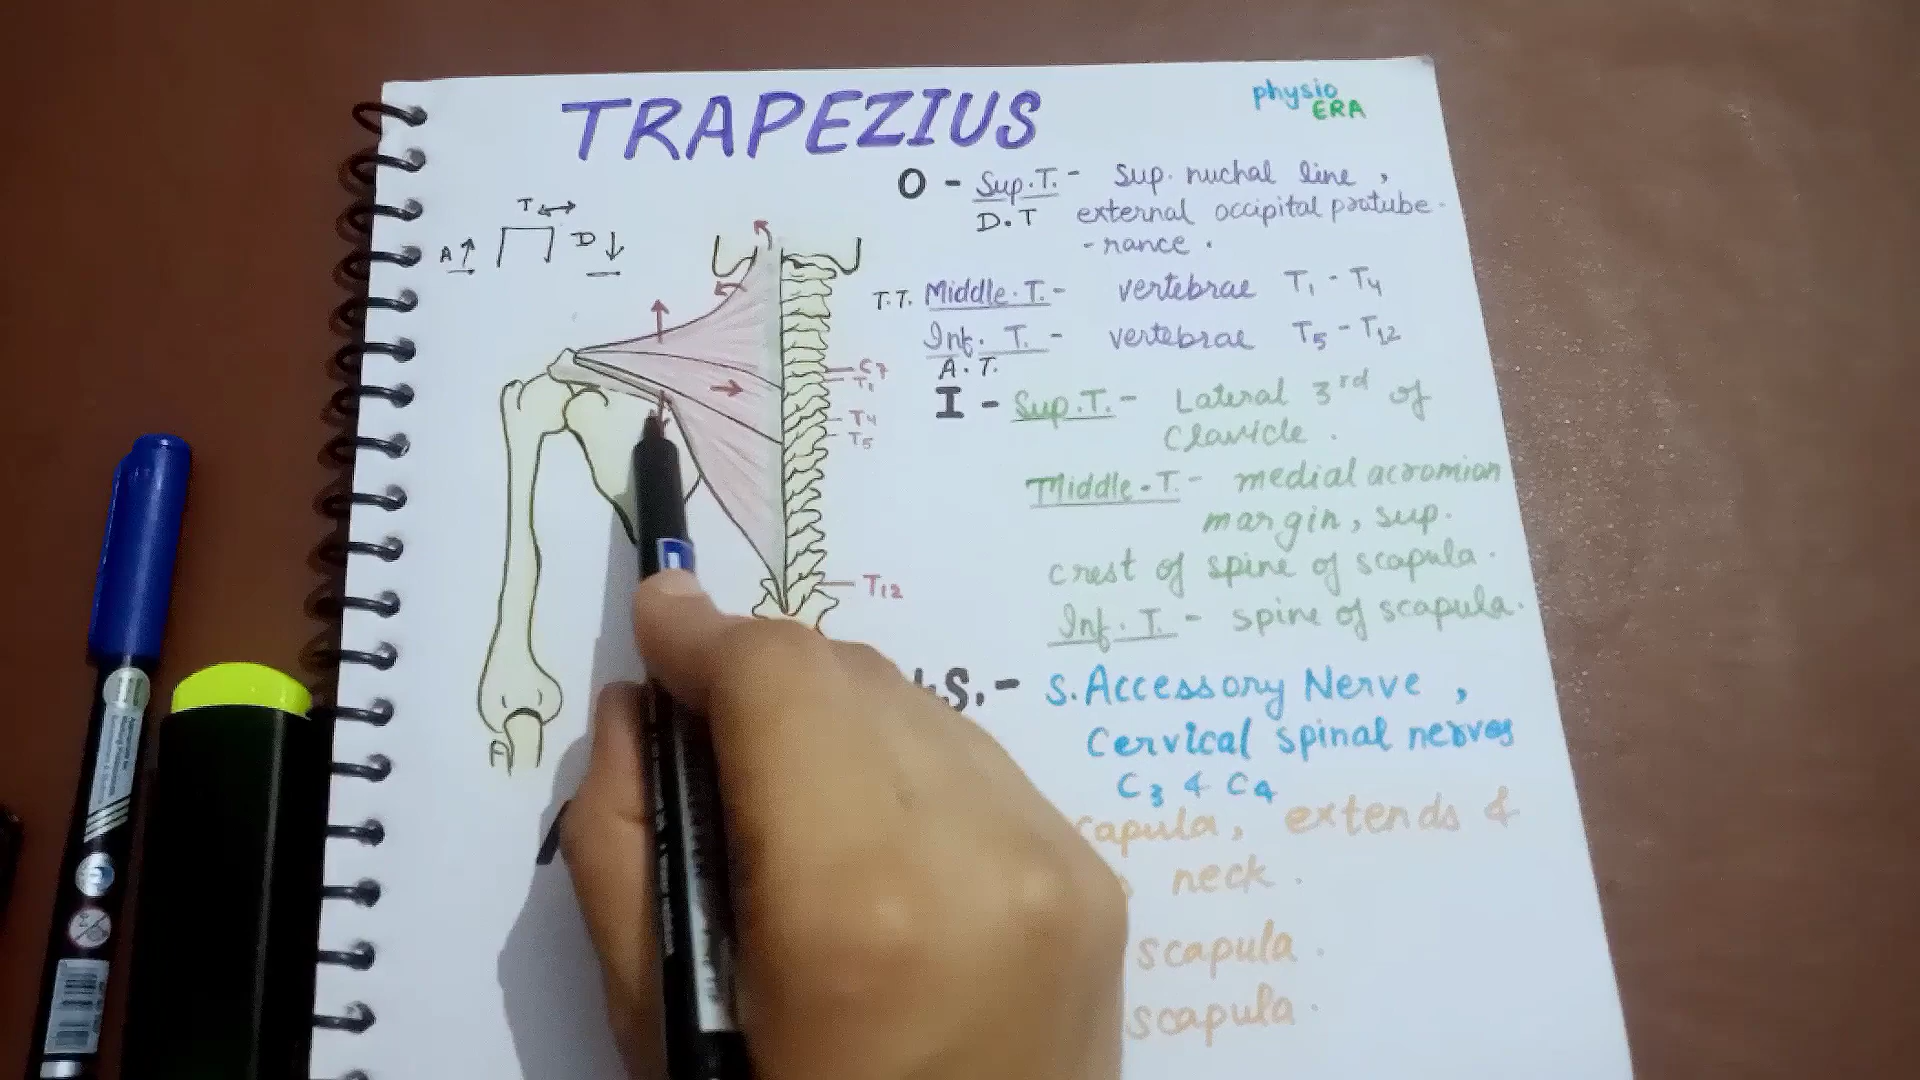 TRAPEZIUS
physio
ERA
O - Sup.T. - Sup. nuchal line ,
D.T external occipital protube-
-rance .
T
A D
T.T. Middle.T. - vertebrae T1 - T4
Inf. T. - vertebrae T5 - T12
A.T.
C7
T1
T4
T5
T12
I - Sup.T. - Lateral 3rd of
Clavicle .
Middle.T. - medial acromian
margin, sup.
crest of spine of scapula .
Inf. T. - spine of scapula .
.S. - S. Accessory Nerve ,
Cervical spinal nerves
C3 & C4
capula, extends &
neck .
scapula .
scapula .
A